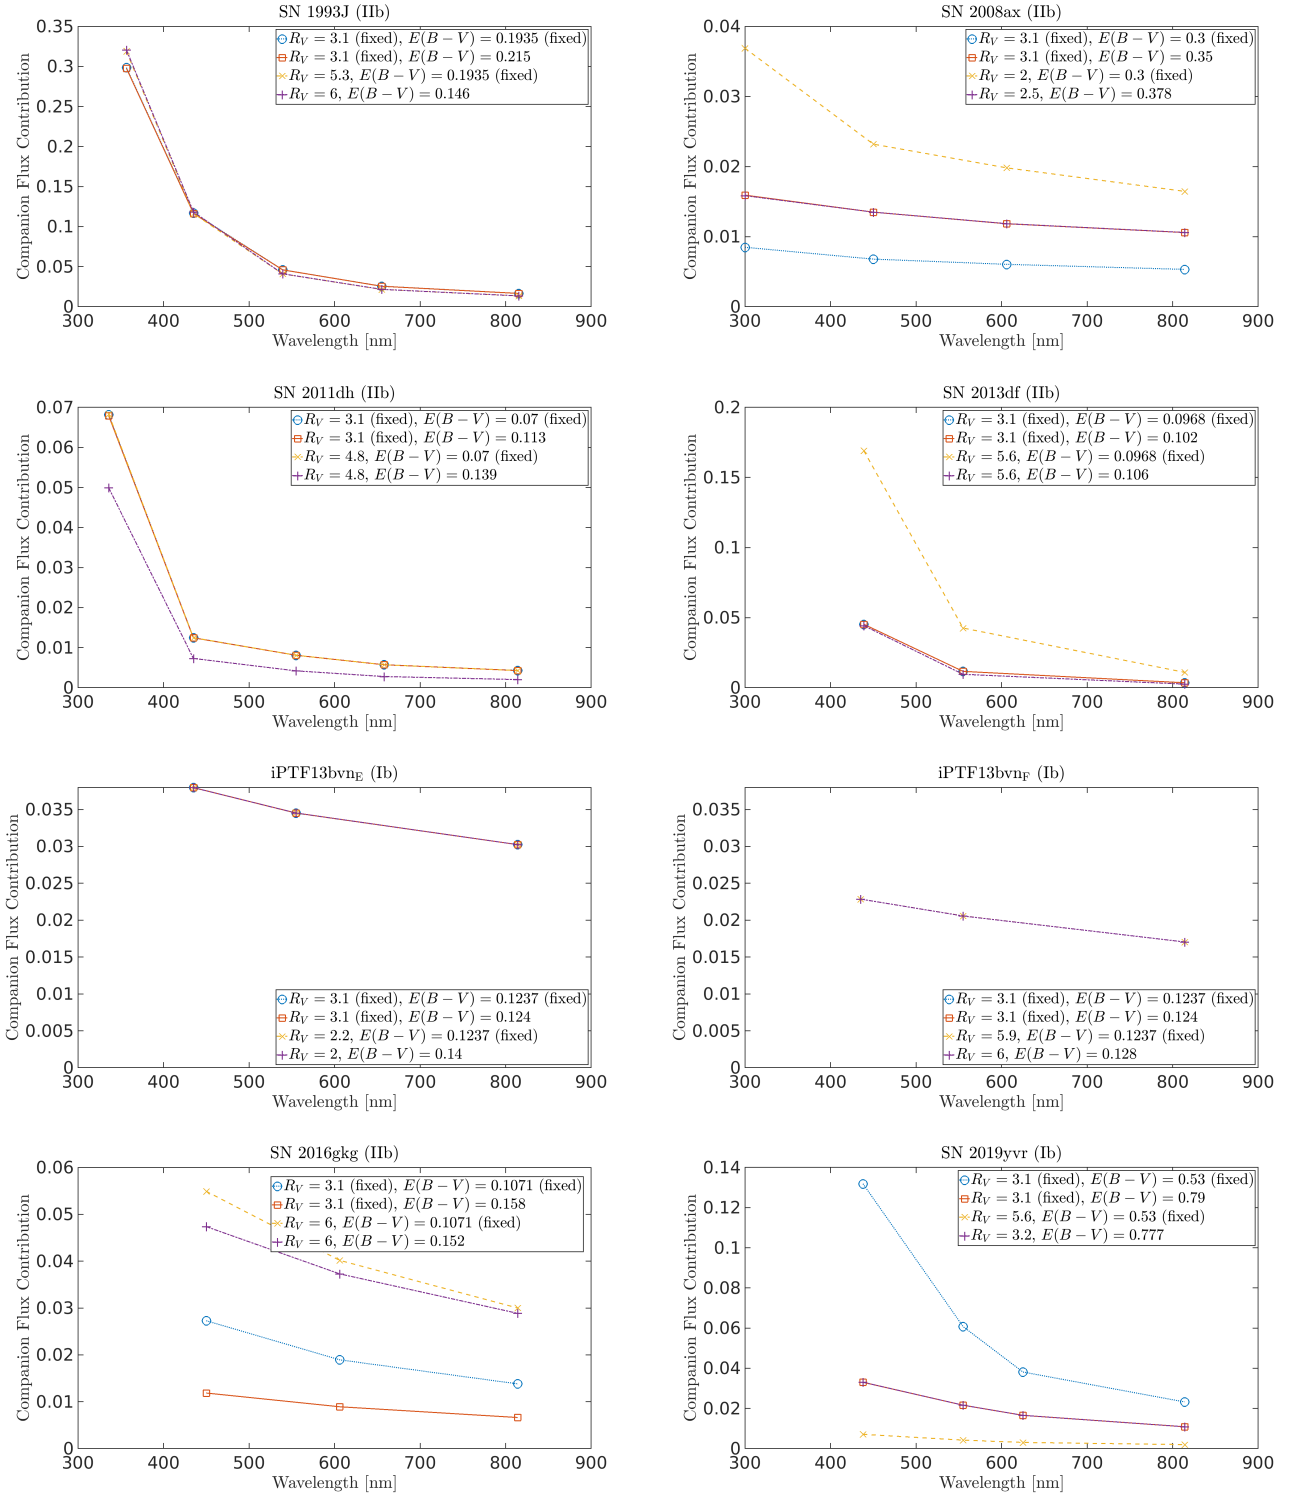 SN 1993J (IIb)
Companion Flux Contribution
0.35
0.3
0.25
0.2
0.15
0.1
0.05
0
R_V = 3.1 (fixed), E(B − V) = 0.1935 (fixed)
R_V = 3.1 (fixed), E(B − V) = 0.215
R_V = 5.3, E(B − V) = 0.1935 (fixed)
R_V = 6, E(B − V) = 0.146
300 400 500 600 700 800 900
Wavelength [nm]
SN 2008ax (IIb)
Companion Flux Contribution
0.04
0.03
0.02
0.01
0
R_V = 3.1 (fixed), E(B − V) = 0.3 (fixed)
R_V = 3.1 (fixed), E(B − V) = 0.35
R_V = 2, E(B − V) = 0.3 (fixed)
R_V = 2.5, E(B − V) = 0.378
300 400 500 600 700 800 900
Wavelength [nm]
SN 2011dh (IIb)
Companion Flux Contribution
0.07
0.06
0.05
0.04
0.03
0.02
0.01
0
R_V = 3.1 (fixed), E(B − V) = 0.07 (fixed)
R_V = 3.1 (fixed), E(B − V) = 0.113
R_V = 4.8, E(B − V) = 0.07 (fixed)
R_V = 4.8, E(B − V) = 0.139
300 400 500 600 700 800 900
Wavelength [nm]
SN 2013df (IIb)
Companion Flux Contribution
0.2
0.15
0.1
0.05
0
R_V = 3.1 (fixed), E(B − V) = 0.0968 (fixed)
R_V = 3.1 (fixed), E(B − V) = 0.102
R_V = 5.6, E(B − V) = 0.0968 (fixed)
R_V = 5.6, E(B − V) = 0.106
300 400 500 600 700 800 900
Wavelength [nm]
iPTF13bvn_E (Ib)
Companion Flux Contribution
0.035
0.03
0.025
0.02
0.015
0.01
0.005
0
R_V = 3.1 (fixed), E(B − V) = 0.1237 (fixed)
R_V = 3.1 (fixed), E(B − V) = 0.124
R_V = 2.2, E(B − V) = 0.1237 (fixed)
R_V = 2, E(B − V) = 0.14
300 400 500 600 700 800 900
Wavelength [nm]
iPTF13bvn_F (Ib)
Companion Flux Contribution
0.035
0.03
0.025
0.02
0.015
0.01
0.005
0
R_V = 3.1 (fixed), E(B − V) = 0.1237 (fixed)
R_V = 3.1 (fixed), E(B − V) = 0.124
R_V = 5.9, E(B − V) = 0.1237 (fixed)
R_V = 6, E(B − V) = 0.128
300 400 500 600 700 800 900
Wavelength [nm]
SN 2016gkg (IIb)
Companion Flux Contribution
0.06
0.05
0.04
0.03
0.02
0.01
0
R_V = 3.1 (fixed), E(B − V) = 0.1071 (fixed)
R_V = 3.1 (fixed), E(B − V) = 0.158
R_V = 6, E(B − V) = 0.1071 (fixed)
R_V = 6, E(B − V) = 0.152
300 400 500 600 700 800 900
Wavelength [nm]
SN 2019yvr (Ib)
Companion Flux Contribution
0.14
0.12
0.1
0.08
0.06
0.04
0.02
0
R_V = 3.1 (fixed), E(B − V) = 0.53 (fixed)
R_V = 3.1 (fixed), E(B − V) = 0.79
R_V = 5.6, E(B − V) = 0.53 (fixed)
R_V = 3.2, E(B − V) = 0.777
300 400 500 600 700 800 900
Wavelength [nm]